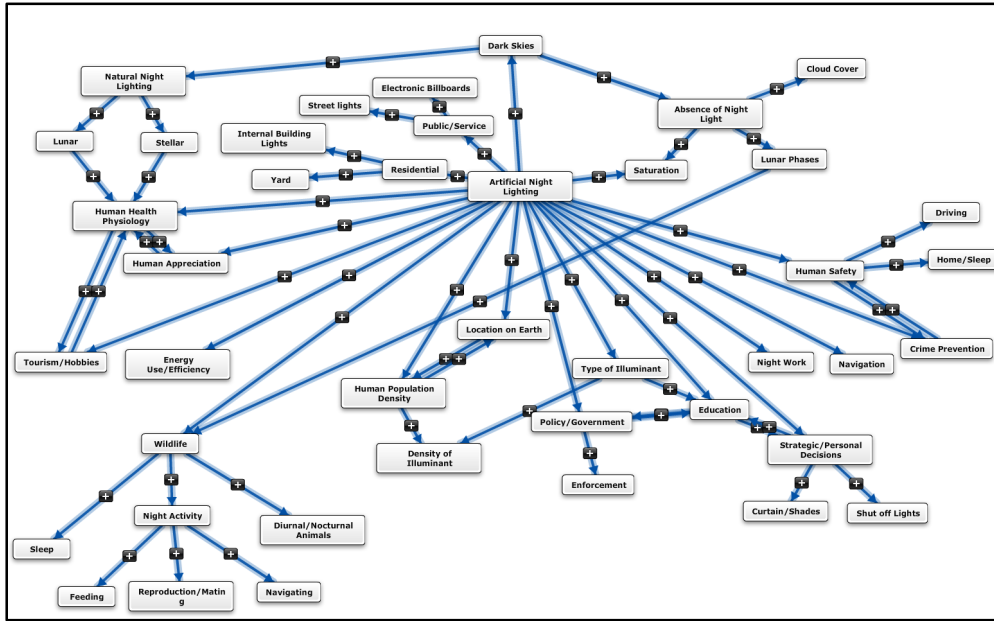 Dark Skies
Natural Night
Lighting
Cloud Cover
Electronic Billboards
Street lights
Absence of Night
Light
Public/Service
Internal Building
Lights
Lunar
Stellar
Lunar Phases
Residential
Saturation
Yard
Artificial Night
Lighting
Human Health
Physiology
Driving
Human Appreciation
Human Safety
Home/Sleep
Location on Earth
Crime Prevention
Tourism/Hobbies
Energy
Use/Efficiency
Night Work
Navigation
Type of Illuminant
Human Population
Density
Education
Policy/Government
Wildlife
Strategic/Personal
Decisions
Density of
Illuminant
Enforcement
Curtain/Shades
Shut off Lights
Night Activity
Diurnal/Nocturnal
Animals
Sleep
Feeding
Reproduction/Matin
g
Navigating